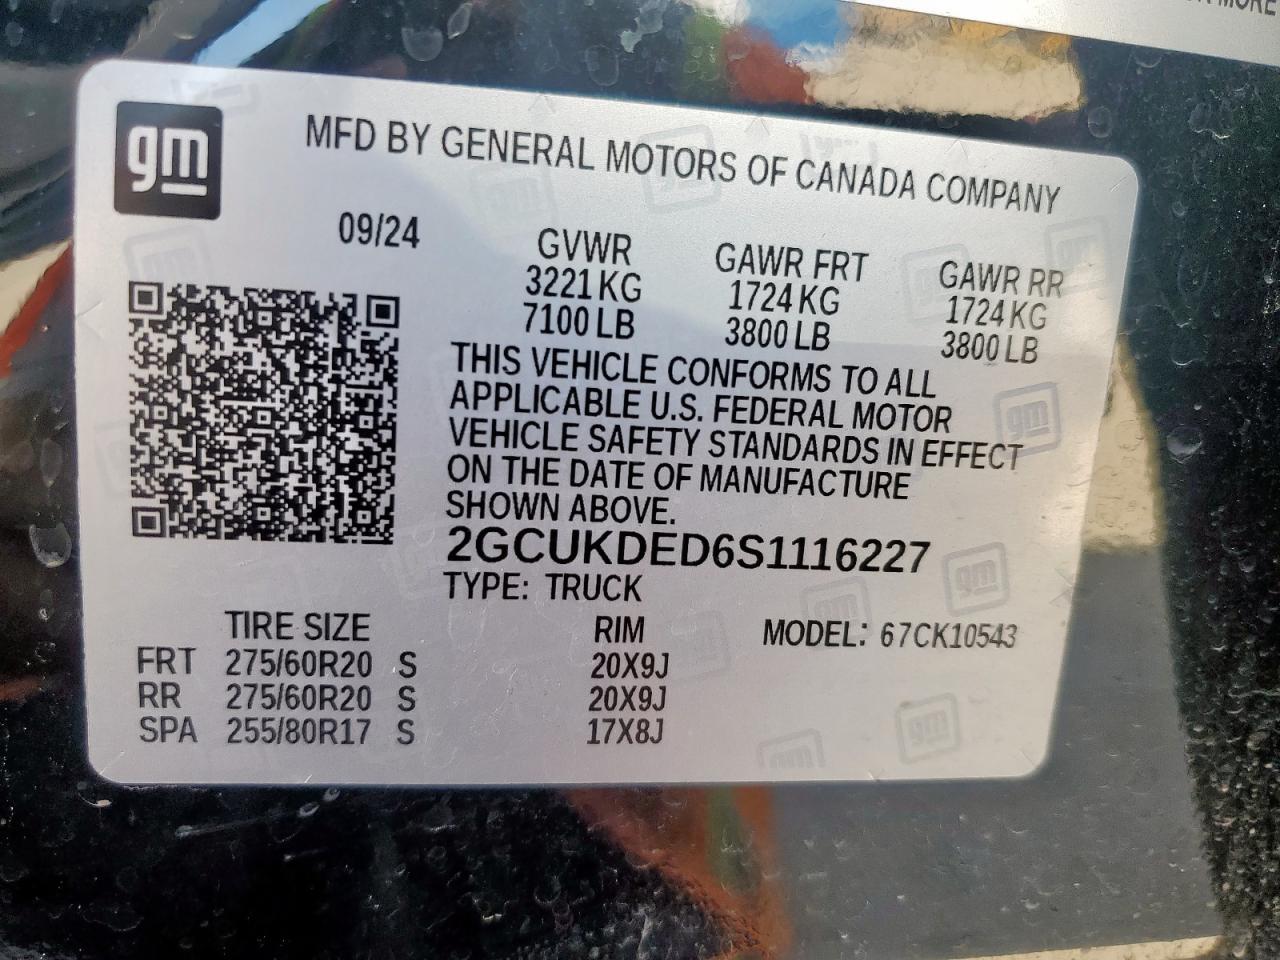 gm
MFD BY GENERAL MOTORS OF CANADA COMPANY
09/24
GVWR GAWR FRT GAWR RR
3221 KG 1724 KG 1724 KG
7100 LB 3800 LB 3800 LB
THIS VEHICLE CONFORMS TO ALL
APPLICABLE U.S. FEDERAL MOTOR
VEHICLE SAFETY STANDARDS IN EFFECT
ON THE DATE OF MANUFACTURE
SHOWN ABOVE.
2GCUKDED6S1116227
TYPE: TRUCK
TIRE SIZE RIM MODEL: 67CK10543
FRT 275/60R20 S 20X9J
RR 275/60R20 S 20X9J
SPA 255/80R17 S 17X8J